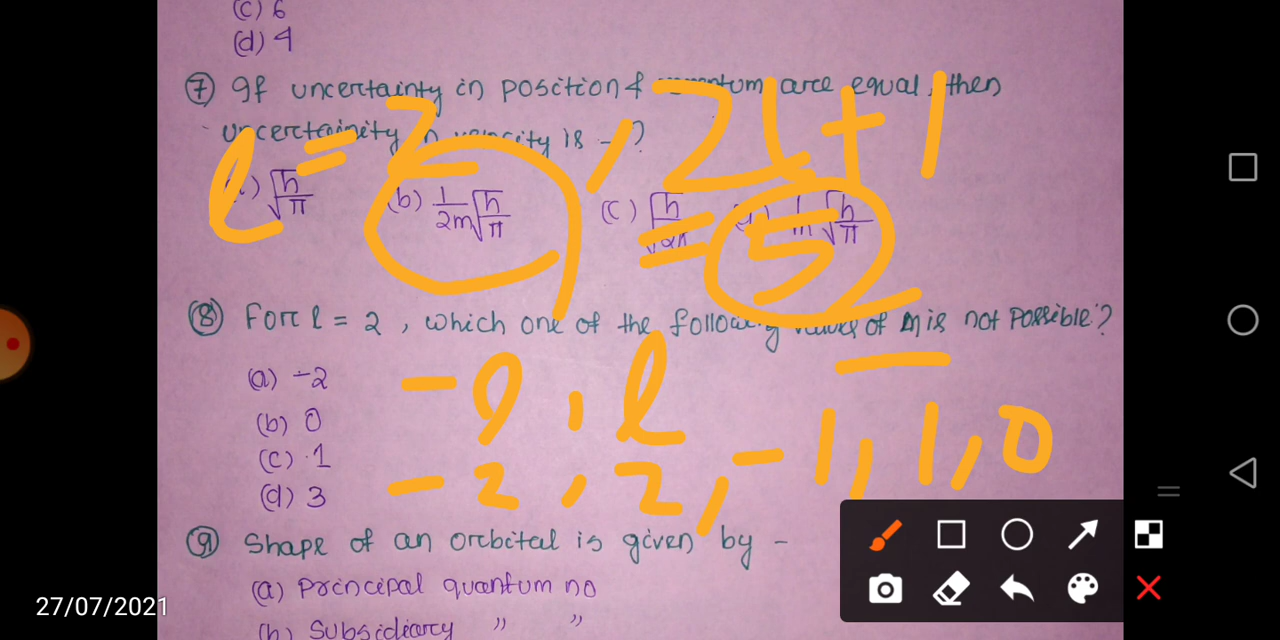 (c) 6
(d) 4
(7) If uncertainty in position & momentum are equal, then
uncertainity in velocity is - ?
(a) √h/π (b) 1/2m √h/π (c) √h/2π (d) 1/m √h/π
l = 2, 2l+1
= 5
(8) For l = 2, which one of the following values of m is not possible?
(a) -2
(b) 0
(c) 1
(d) 3
-l, l
-2, 2, -1, 1, 0
(9) Shape of an orbital is given by -
(a) Principal quantum no
(b) Subsidiary " "
27/07/2021